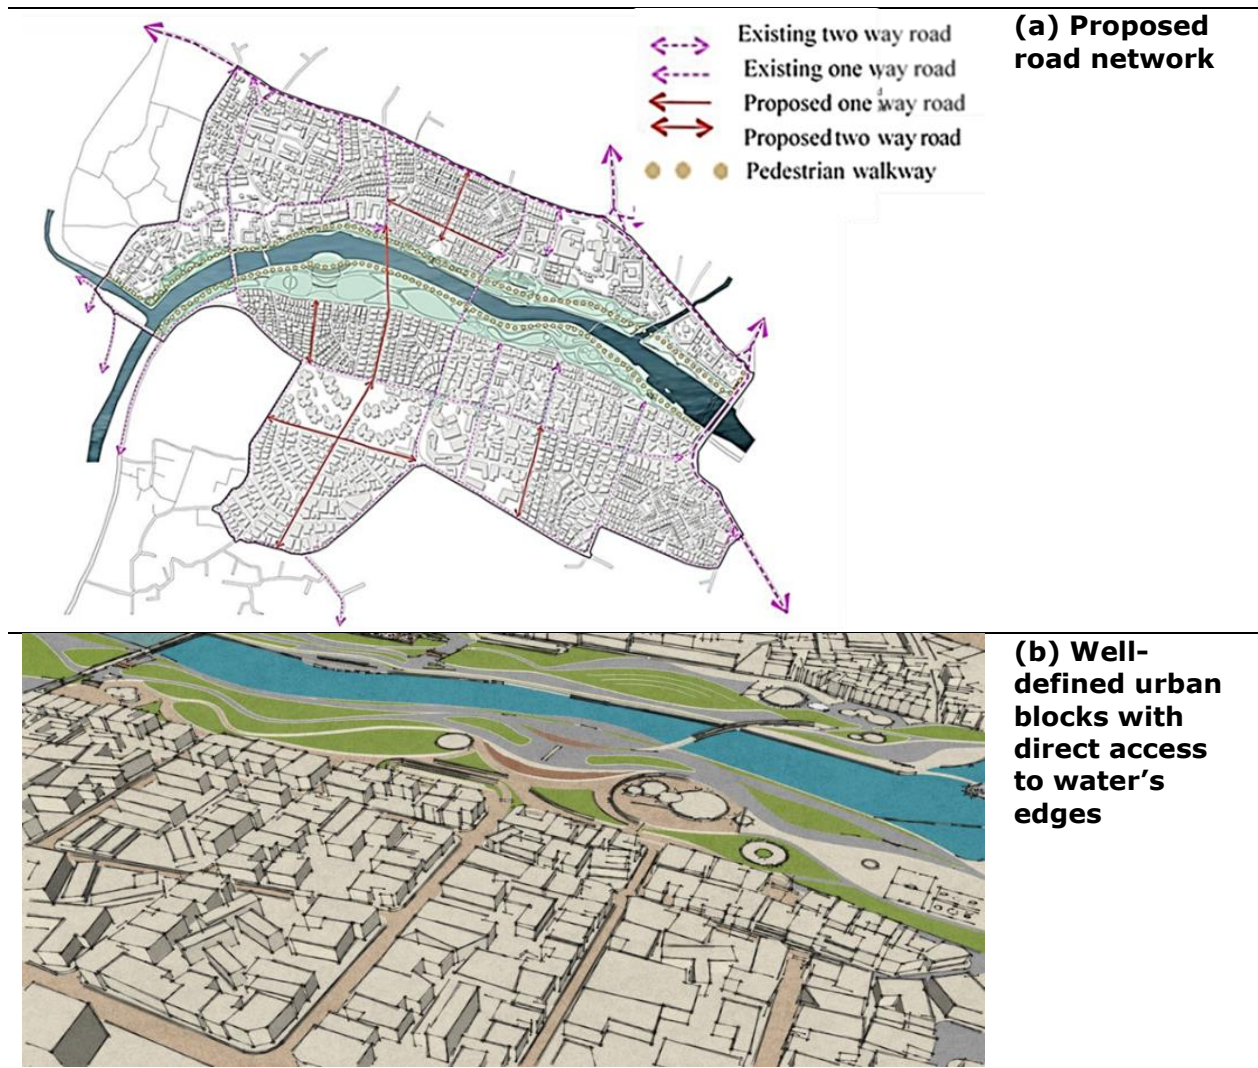 Existing two way road
Existing one way road
Proposed one way road
Proposed two way road
Pedestrian walkway
(a) Proposed
road network
(b) Well-
defined urban
blocks with
direct access
to water’s
edges